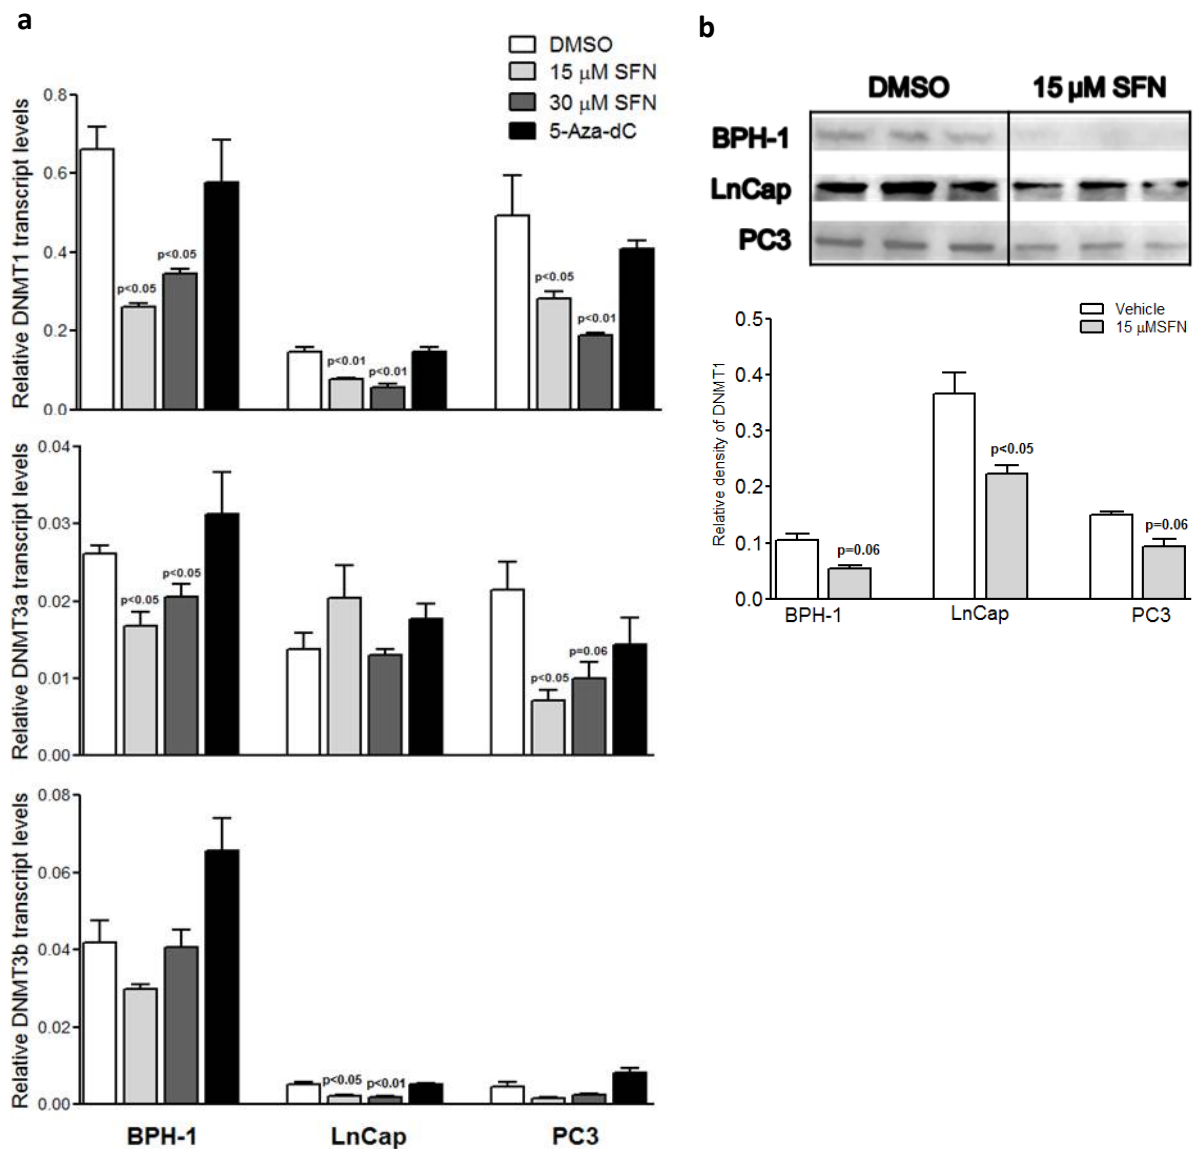 a
DMSO
15 μM SFN
30 μM SFN
5-Aza-dC
Relative DNMT1 transcript levels
0.8
0.6
0.4
0.2
0.0
p<0.05
p<0.05
p<0.01
p<0.01
p<0.05
p<0.01
Relative DNMT3a transcript levels
0.04
0.03
0.02
0.01
0.00
p<0.05
p<0.05
p<0.05
p=0.06
Relative DNMT3b transcript levels
0.08
0.06
0.04
0.02
0.00
p<0.05
p<0.01
BPH-1
LnCap
PC3
b
DMSO
15 μM SFN
BPH-1
LnCap
PC3
Vehicle
15 μMSFN
Relative density of DNMT1
0.5
0.4
0.3
0.2
0.1
0.0
p=0.06
p<0.05
p=0.06
BPH-1
LnCap
PC3